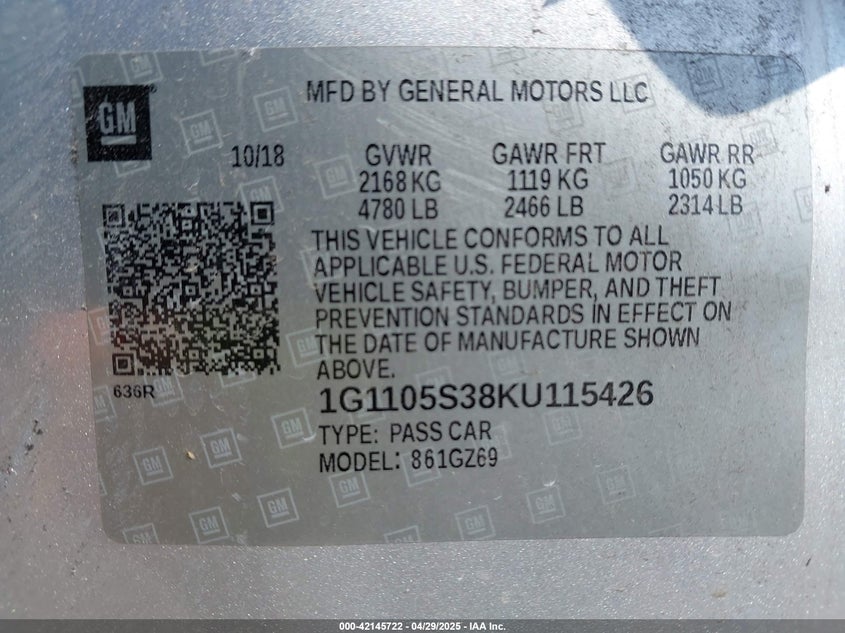 GM
MFD BY GENERAL MOTORS LLC
10/18 GVWR GAWR FRT GAWR RR
2168 KG 1119 KG 1050 KG
4780 LB 2466 LB 2314 LB
THIS VEHICLE CONFORMS TO ALL
APPLICABLE U.S. FEDERAL MOTOR
VEHICLE SAFETY, BUMPER, AND THEFT
PREVENTION STANDARDS IN EFFECT ON
THE DATE OF MANUFACTURE SHOWN
ABOVE.
636R
1G1105S38KU115426
TYPE: PASS CAR
MODEL: 861GZ69
000-42145722 | 04/29/2025 - IAA Inc.